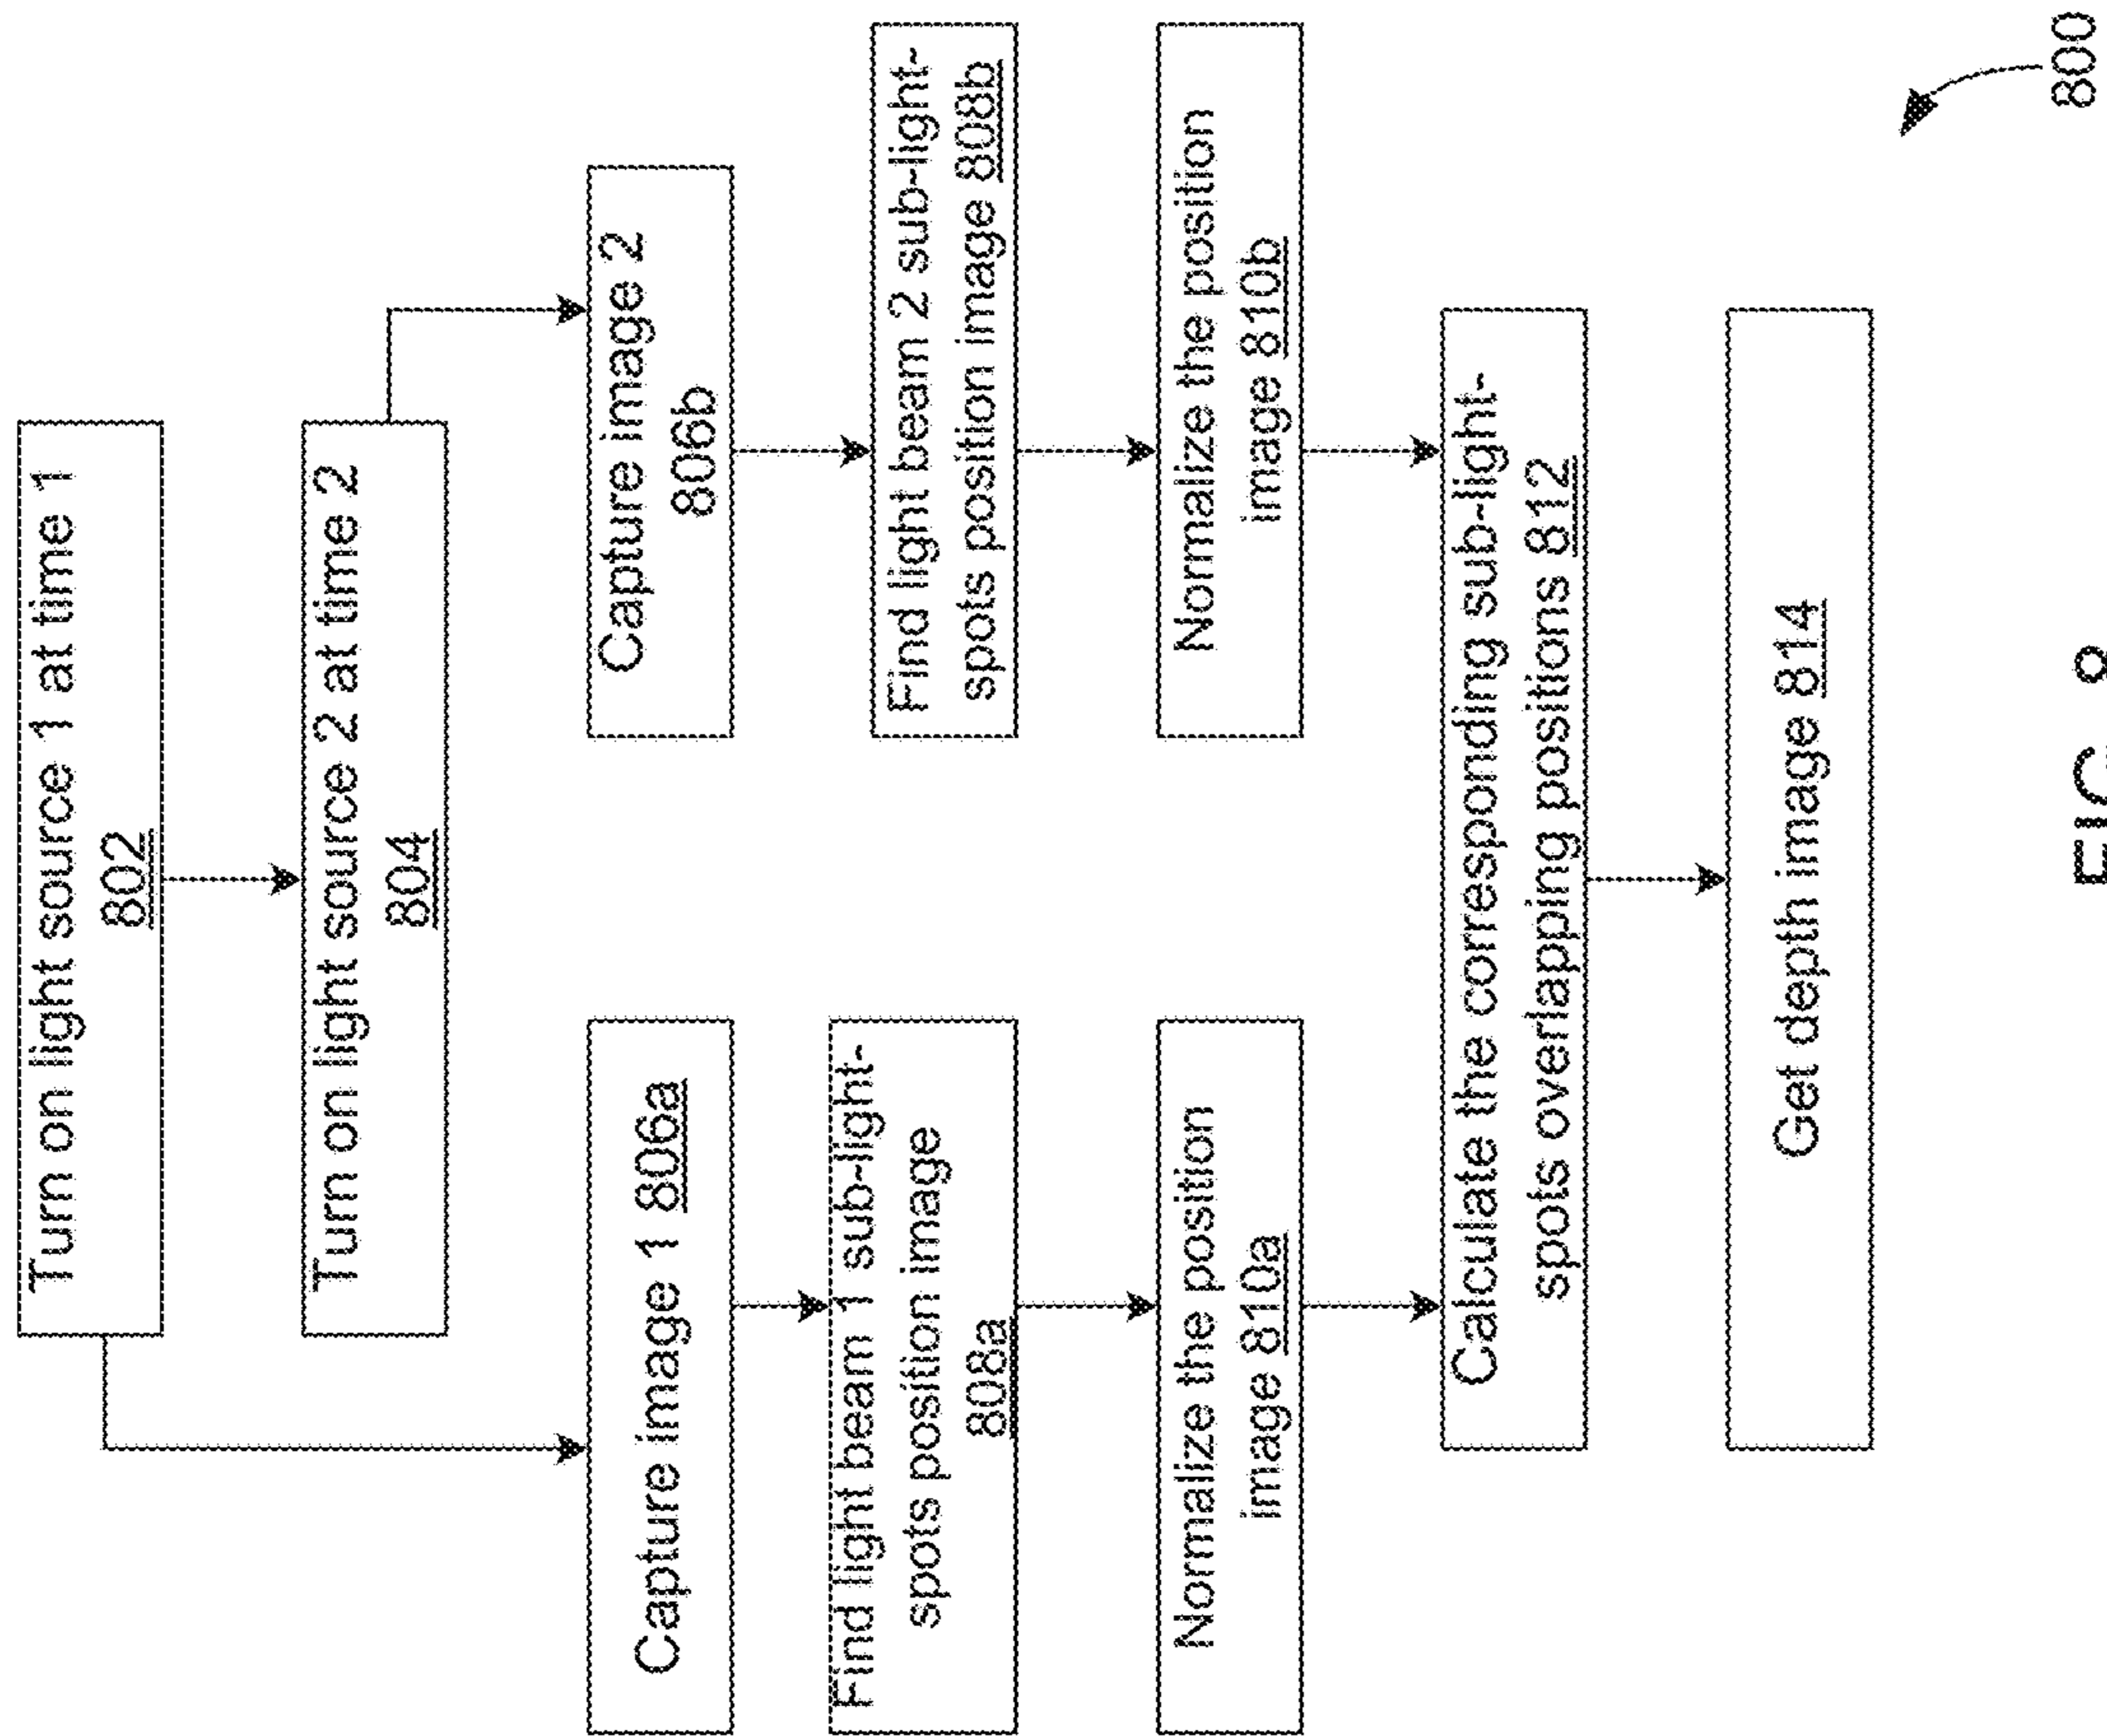 Turn on light source 1 at time 1
802
Turn on light source 2 at time 2
804
Capture image 1 806a
Capture image 2
806b
Find light beam 1 sub-light-
spots position image
808a
Find light beam 2 sub-light-
spots position image 808b
Normalize the position
image 810a
Normalize the position
image 810b
Calculate the corresponding sub-light-
spots overlapping positions 812
Get depth image 814
800
FIG. 8